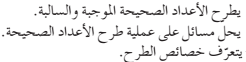 يطرح الأعداد الصحيحة الموجبة والسالبة.
يحل مسائل على عملية طرح الأعداد الصحيحة.
يتعرّف خصائص الطرح.